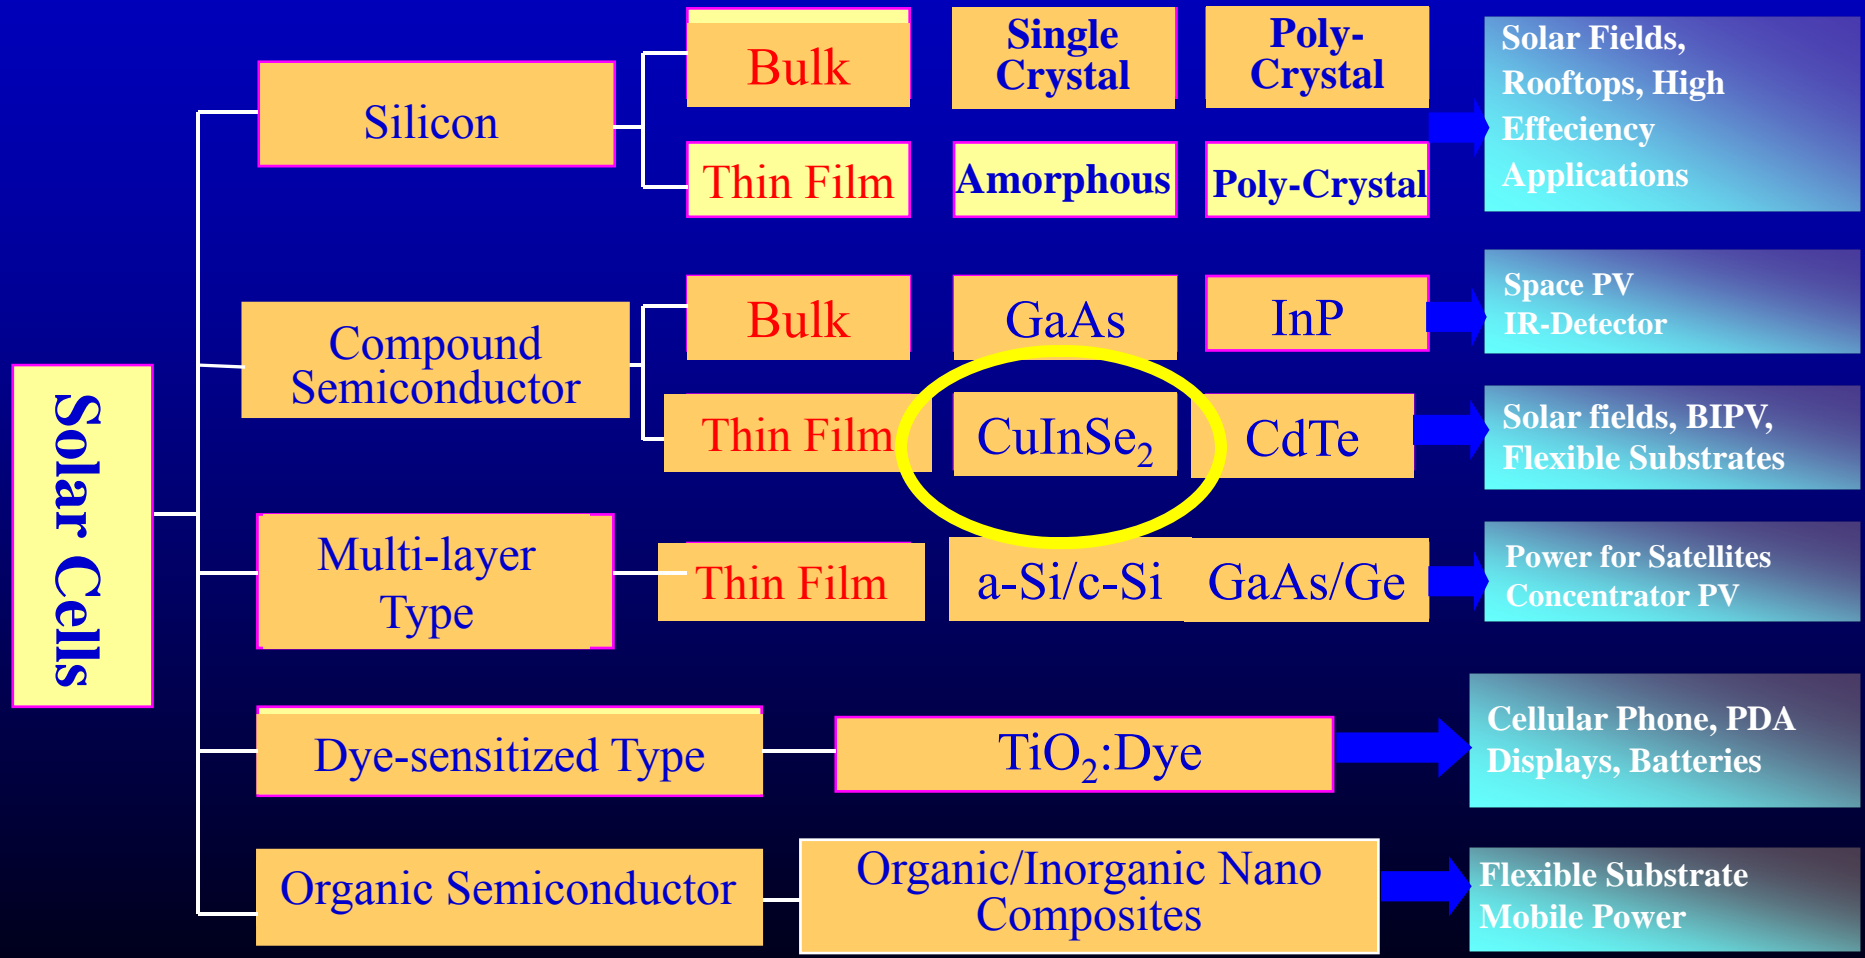 Solar Cells
Silicon
Bulk
Single
Crystal
Poly-
Crystal
Solar Fields,
Rooftops, High
Effeciency
Applications
Thin Film
Amorphous
Poly-Crystal
Compound
Semiconductor
Bulk
GaAs
InP
Space PV
IR-Detector
Thin Film
CuInSe₂
CdTe
Solar fields, BIPV,
Flexible Substrates
Multi-layer
Type
Thin Film
a-Si/c-Si
GaAs/Ge
Power for Satellites
Concentrator PV
Dye-sensitized Type
TiO₂:Dye
Cellular Phone, PDA
Displays, Batteries
Organic Semiconductor
Organic/Inorganic Nano
Composites
Flexible Substrate
Mobile Power